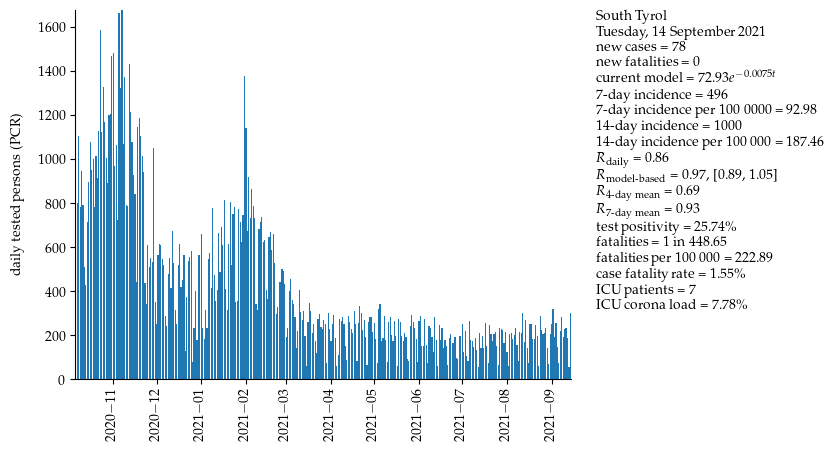 South Tyrol
Tuesday, 14 September 2021
new cases = 78
new fatalities = 0
current model = 72.93e^{−0.0075t}
7-day incidence = 496
7-day incidence per 100 0000 = 92.98
14-day incidence = 1000
14-day incidence per 100 000 = 187.46
R_daily = 0.86
R_model-based = 0.97, [0.89, 1.05]
R_4-day mean = 0.69
R_7-day mean = 0.93
test positivity = 25.74%
fatalities = 1 in 448.65
fatalities per 100 000 = 222.89
case fatality rate = 1.55%
ICU patients = 7
ICU corona load = 7.78%
daily tested persons (PCR)
1600
1400
1200
1000
800
600
400
200
0
2020−11
2020−12
2021−01
2021−02
2021−03
2021−04
2021−05
2021−06
2021−07
2021−08
2021−09